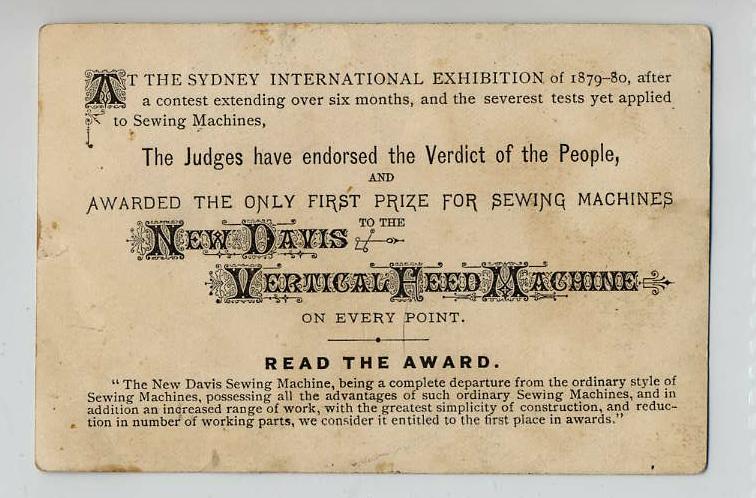 AT THE SYDNEY INTERNATIONAL EXHIBITION of 1879-80, after
a contest extending over six months, and the severest tests yet applied
to Sewing Machines,
The Judges have endorsed the Verdict of the People,
AND
AWARDED THE ONLY FIRST PRIZE FOR SEWING MACHINES
TO THE
NEW DAVIS
VERTICAL FEED MACHINE
ON EVERY POINT.
READ THE AWARD.
"The New Davis Sewing Machine, being a complete departure from the ordinary style of
Sewing Machines, possessing all the advantages of such ordinary Sewing Machines, and in
addition an increased range of work, with the greatest simplicity of construction, and reduc-
tion in number of working parts, we consider it entitled to the first place in awards."